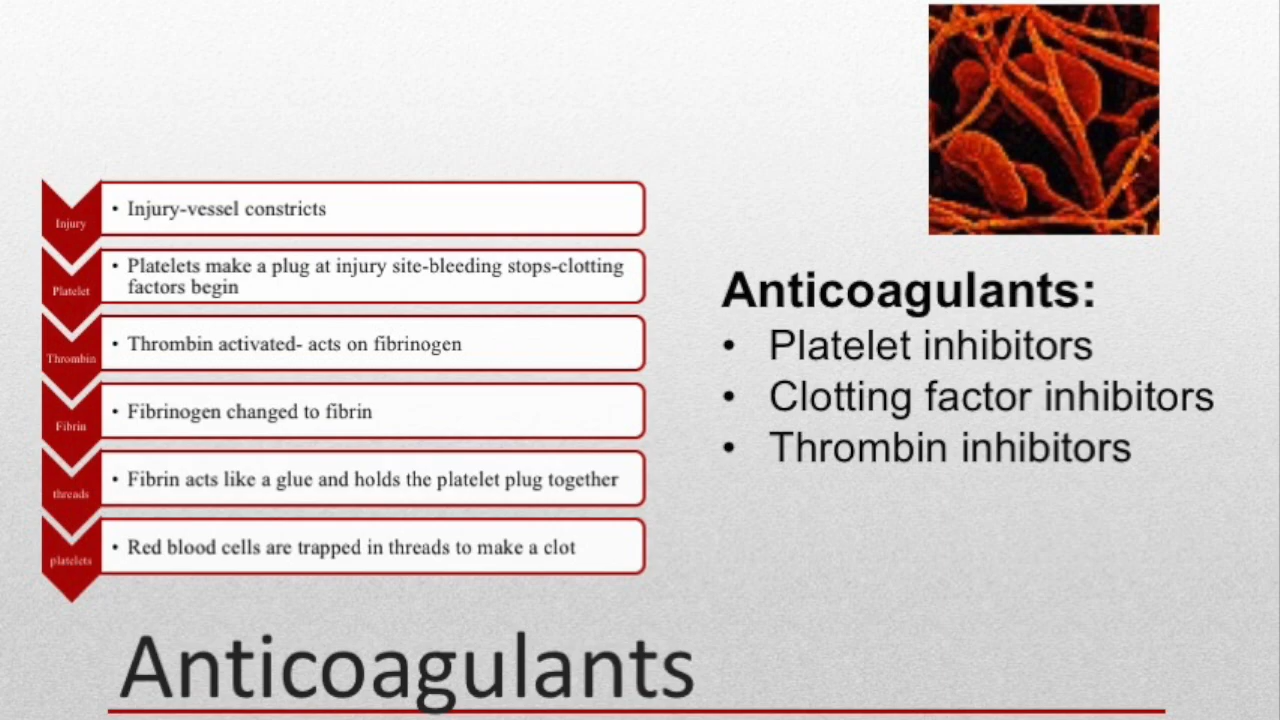 Injury
• Injury-vessel constricts
Platelet
• Platelets make a plug at injury site-bleeding stops-clotting
factors begin
Thrombin
• Thrombin activated- acts on fibrinogen
Fibrin
• Fibrinogen changed to fibrin
threads
• Fibrin acts like a glue and holds the platelet plug together
platelets
• Red blood cells are trapped in threads to make a clot
Anticoagulants:
• Platelet inhibitors
• Clotting factor inhibitors
• Thrombin inhibitors
Anticoagulants